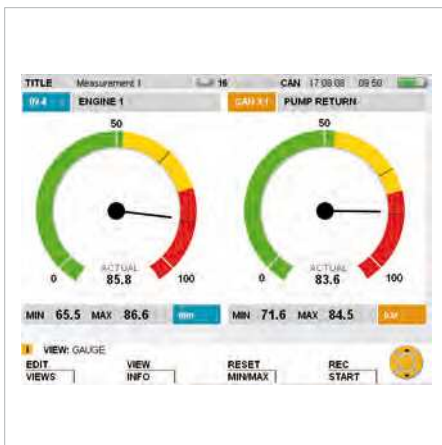 TITLE Measurement 1 16 CAN 17 08 08 09 50
ENGINE 1 PUMP RETURN
50 50
ACTUAL ACTUAL
0 85.8 100 0 83.6 100
MIN 65.5 MAX 86.6 MIN 71.6 MAX 84.5 bar
VIEW: GAUGE
EDIT VIEW RESET REC
VIEWS INFO MIN/MAX START